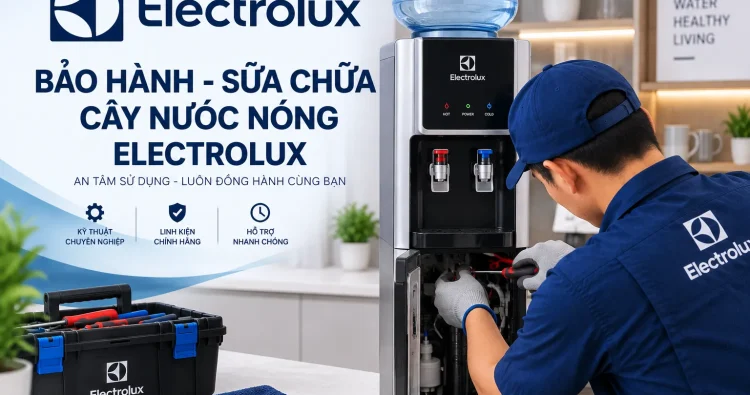 Electrolux
BẢO HÀNH - SỮA CHỮA
CÂY NƯỚC NÓNG
ELECTROLUX
AN TÂM SỬ DỤNG - LUÔN ĐỒNG HÀNH CÙNG BẠN
KỸ THUẬT
CHUYÊN NGHIỆP
LINH KIỆN
CHÍNH HÃNG
HỖ TRỢ
NHANH CHÓNG
Electrolux
HOT
POWER
COLD
WATER
HEALTHY
LIVING
Electrolux
Electrolux